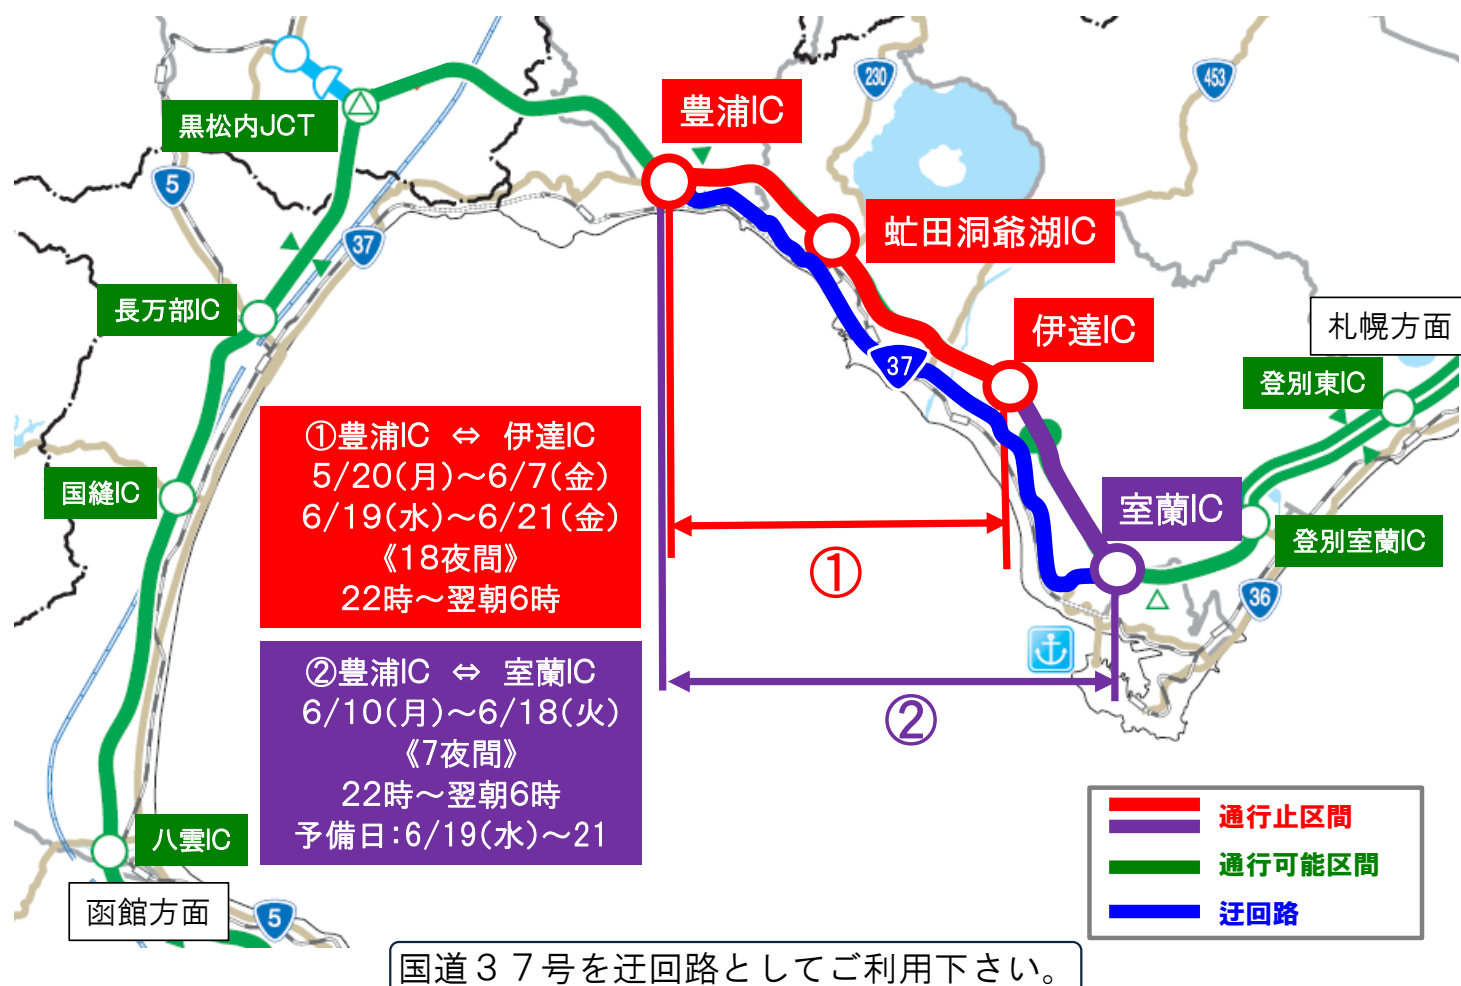 230
453
豊浦IC
黒松内JCT
5
虻田洞爺湖IC
37
長万部IC
札幌方面
伊達IC
37
登別東IC
①豊浦IC ⇔ 伊達IC
5/20(月)～6/7(金)
6/19(水)～6/21(金)
《18夜間》
22時～翌朝6時
国縫IC
室蘭IC
登別室蘭IC
①
36
②豊浦IC ⇔ 室蘭IC
6/10(月)～6/18(火)
《7夜間》
22時～翌朝6時
予備日:6/19(水)～21
②
八雲IC
函館方面
5
通行止区間
通行可能区間
迂回路
国道３７号を迂回路としてご利用下さい。